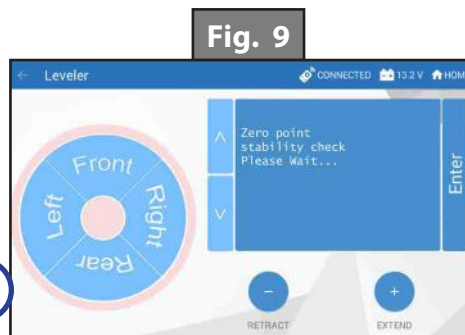 Fig. 9
← Leveler CONNECTED 13.2 V HOM
Zero point
stability check
Please Wait...
Front
Left
Right
Rear
Enter
−
+
RETRACT EXTEND